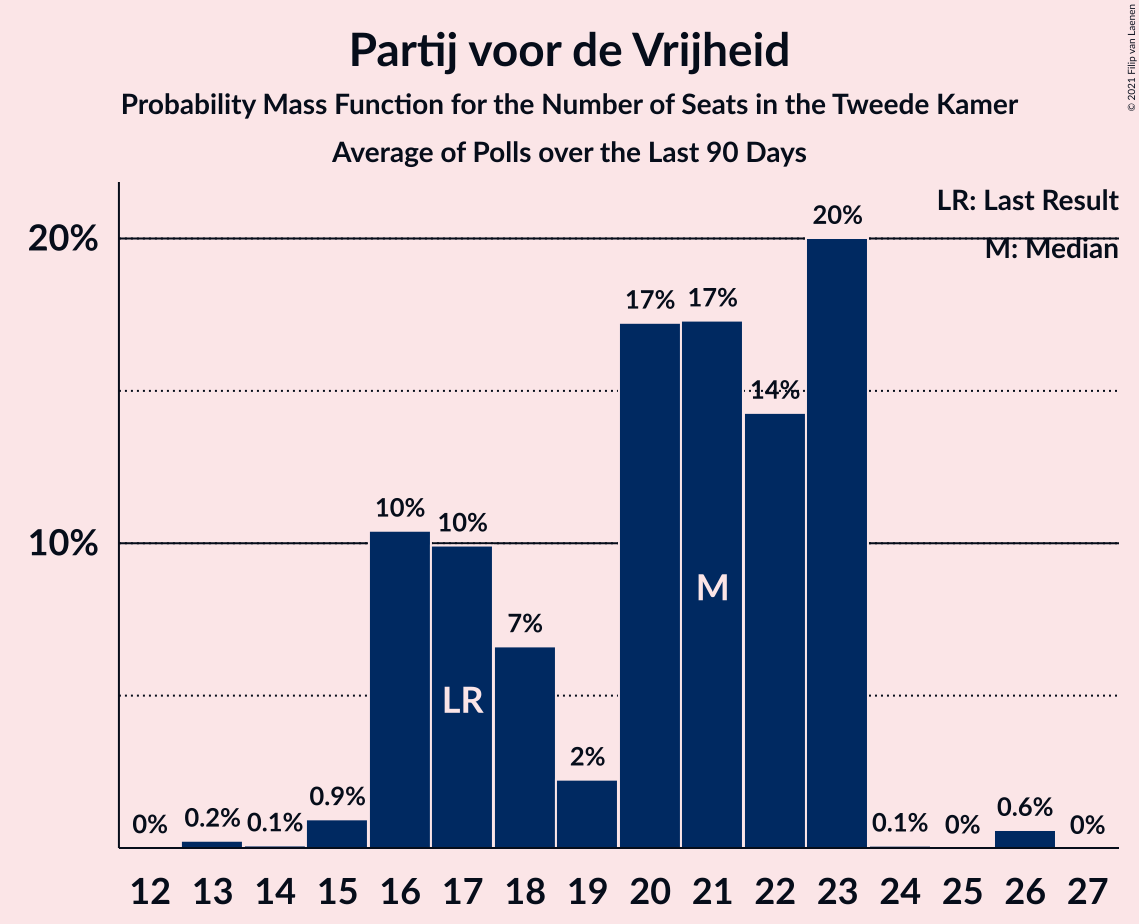 Partij voor de Vrijheid
Probability Mass Function for the Number of Seats in the Tweede Kamer
Average of Polls over the Last 90 Days
© 2021 Filip van Laenen
LR: Last Result
M: Median
20%
10%
0%
0.2%
0.1%
0.9%
10%
10%
7%
2%
17%
17%
14%
20%
0.1%
0%
0.6%
0%
LR
M
12 13 14 15 16 17 18 19 20 21 22 23 24 25 26 27